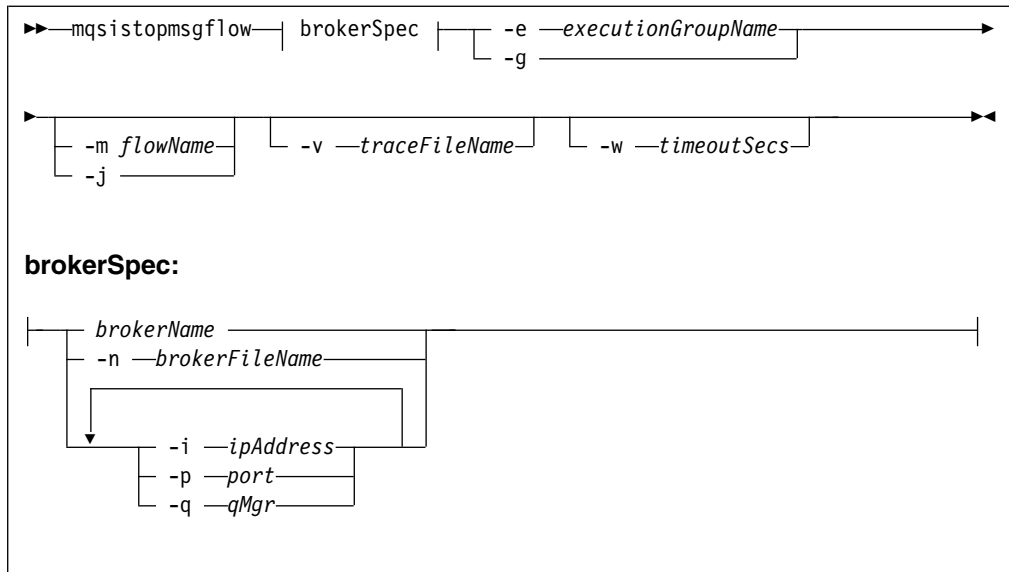 mqsistopmsgflow brokerSpec -e executionGroupName
-g
-m flowName -v traceFileName -w timeoutSecs
-j
brokerSpec:
brokerName
-n brokerFileName
-i ipAddress
-p port
-q qMgr